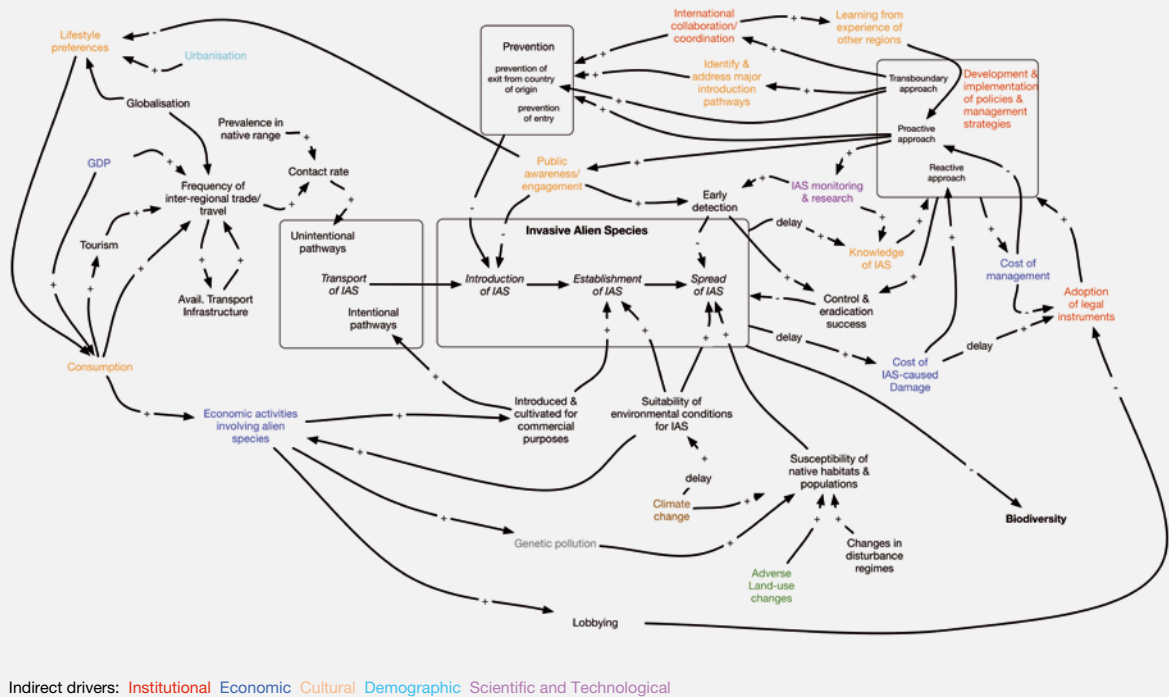 Lifestyle
preferences
Urbanisation
Globalisation
Prevalence in
native range
GDP
Contact rate
Frequency of
inter-regional trade/
travel
Tourism
Avail. Transport
Infrastructure
Consumption
Economic activities
involving alien
species
Prevention
prevention of
exit from country
of origin
prevention
of entry
International
collaboration/
coordination
Learning from
experience of
other regions
Identify &
address major
introduction
pathways
Transboundary
approach
Development &
implementation
of policies &
management
strategies
Proactive
approach
Reactive
approach
Public
awareness/
engagement
Early
detection
IAS monitoring
& research
Unintentional
pathways
Transport
of IAS
Intentional
pathways
Invasive Alien Species
Introduction
of IAS
Establishment
of IAS
Spread
of IAS
delay
Knowledge
of IAS
Cost of
management
Adoption
of legal
instruments
Control &
eradication
success
delay
delay
Cost of
IAS-caused
Damage
Introduced &
cultivated for
commercial
purposes
Suitability of
environmental conditions
for IAS
delay
Climate
change
Susceptibility of
native habitats &
populations
Biodiversity
Genetic pollution
Changes in
disturbance
regimes
Adverse
Land-use
changes
Lobbying
Indirect drivers: Institutional Economic Cultural Demographic Scientific and Technological